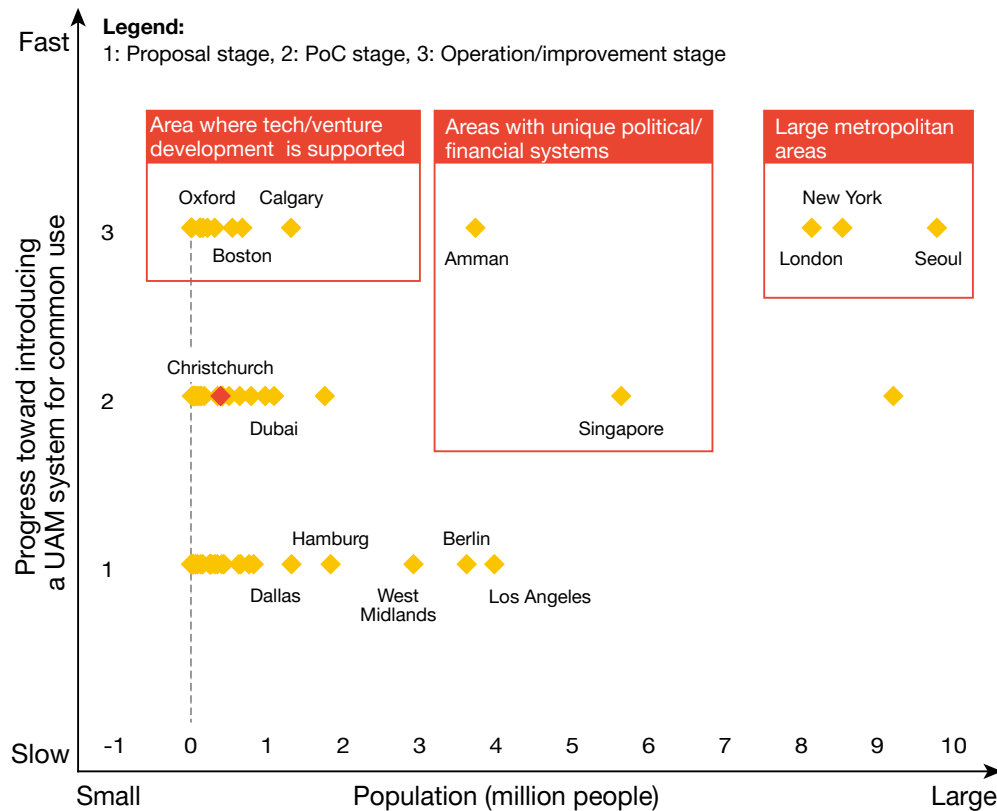 Fast
Legend:
1: Proposal stage, 2: PoC stage, 3: Operation/improvement stage
Area where tech/venture
development is supported
Areas with unique political/
financial systems
Large metropolitan
areas
Progress toward introducing
a UAM system for common use
3
Oxford
Calgary
Boston
Amman
New York
London
Seoul
2
Christchurch
Dubai
Singapore
1
Hamburg
Berlin
Dallas
West
Midlands
Los Angeles
Slow
-1 0 1 2 3 4 5 6 7 8 9 10
Small
Population (million people)
Large